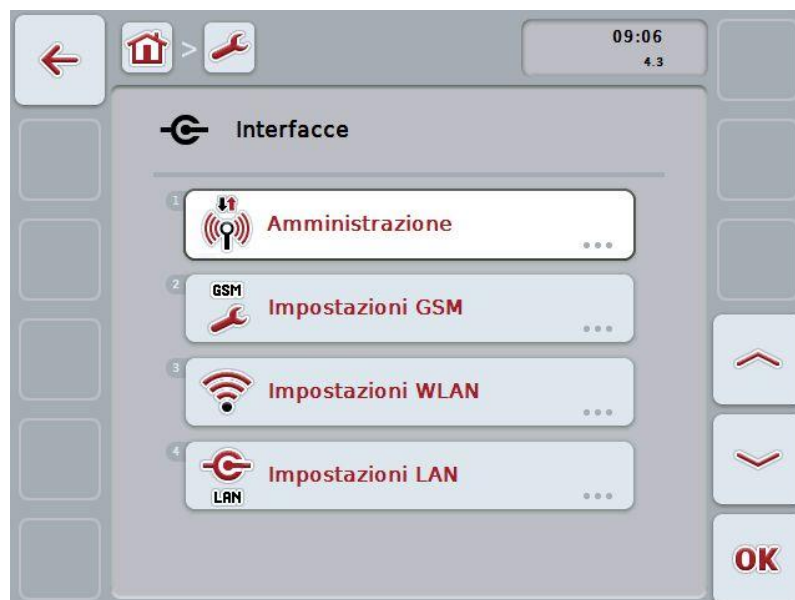 >
09:06
4.3
Interfacce
1
Amministrazione
2
GSM
Impostazioni GSM
3
Impostazioni WLAN
4
Impostazioni LAN
LAN
OK